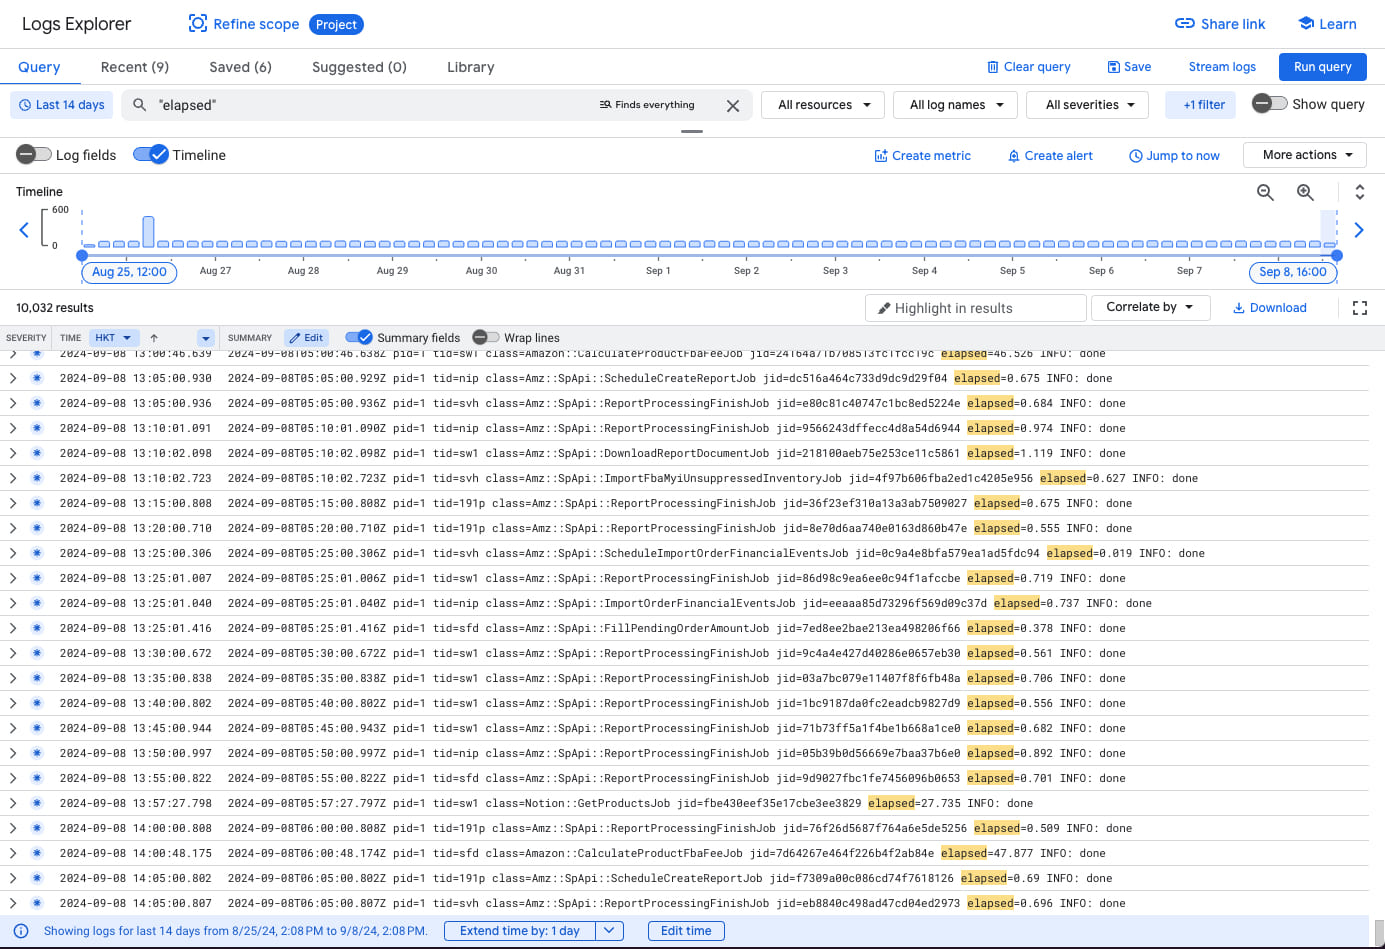 Logs Explorer Refine scope Project Share link Learn
Query Recent (9) Saved (6) Suggested (0) Library Clear query Save Stream logs Run query
Last 14 days "elapsed" Finds everything All resources All log names All severities +1 filter Show query
Log fields Timeline Create metric Create alert Jump to now More actions
Timeline
600
0
Aug 25, 12:00 Aug 27 Aug 28 Aug 29 Aug 30 Aug 31 Sep 1 Sep 2 Sep 3 Sep 4 Sep 5 Sep 6 Sep 7 Sep 8, 16:00
10,032 results Highlight in results Correlate by Download
SEVERITY TIME HKT SUMMARY Edit Summary fields Wrap lines
2024-09-08 13:00:46.639 2024-09-08T05:00:46.638Z pid=1 tid=sw1 class=Amazon::CalculateProductFbaFeeJob jid=24164a71b708513fc1fcc19c elapsed=46.526 INFO: done
2024-09-08 13:05:00.930 2024-09-08T05:05:00.929Z pid=1 tid=nip class=Amz::SpApi::ScheduleCreateReportJob jid=dc516a464c733d9dc9d29f04 elapsed=0.675 INFO: done
2024-09-08 13:05:00.936 2024-09-08T05:05:00.936Z pid=1 tid=svh class=Amz::SpApi::ReportProcessingFinishJob jid=e80c81c40747c1bc8ed5224e elapsed=0.684 INFO: done
2024-09-08 13:10:01.091 2024-09-08T05:10:01.090Z pid=1 tid=nip class=Amz::SpApi::ReportProcessingFinishJob jid=9566243dffecc4d8a54d6944 elapsed=0.974 INFO: done
2024-09-08 13:10:02.098 2024-09-08T05:10:02.098Z pid=1 tid=sw1 class=Amz::SpApi::DownloadReportDocumentJob jid=218100aeb75e253ce11c5861 elapsed=1.119 INFO: done
2024-09-08 13:10:02.723 2024-09-08T05:10:02.723Z pid=1 tid=svh class=Amz::SpApi::ImportFbaMyiUnsuppressedInventoryJob jid=4f97b606fba2ed1c4205e956 elapsed=0.627 INFO: done
2024-09-08 13:15:00.808 2024-09-08T05:15:00.808Z pid=1 tid=191p class=Amz::SpApi::ReportProcessingFinishJob jid=36f23ef310a13a3ab7509027 elapsed=0.675 INFO: done
2024-09-08 13:20:00.710 2024-09-08T05:20:00.710Z pid=1 tid=191p class=Amz::SpApi::ReportProcessingFinishJob jid=8e70d6aa740e0163d860b47e elapsed=0.555 INFO: done
2024-09-08 13:25:00.306 2024-09-08T05:25:00.306Z pid=1 tid=svh class=Amz::SpApi::ScheduleImportOrderFinancialEventsJob jid=0c9a4e8bfa579ea1ad5fdc94 elapsed=0.019 INFO: done
2024-09-08 13:25:01.007 2024-09-08T05:25:01.006Z pid=1 tid=sw1 class=Amz::SpApi::ReportProcessingFinishJob jid=86d98c9ea6ee0c94f1afccbe elapsed=0.719 INFO: done
2024-09-08 13:25:01.040 2024-09-08T05:25:01.040Z pid=1 tid=nip class=Amz::SpApi::ImportOrderFinancialEventsJob jid=eeaaa85d73296f569d09c37d elapsed=0.737 INFO: done
2024-09-08 13:25:01.416 2024-09-08T05:25:01.416Z pid=1 tid=sfd class=Amz::SpApi::FillPendingOrderAmountJob jid=7ed8ee2bae213ea498206f66 elapsed=0.378 INFO: done
2024-09-08 13:30:00.672 2024-09-08T05:30:00.672Z pid=1 tid=sw1 class=Amz::SpApi::ReportProcessingFinishJob jid=9c4a4e427d40286e0657eb30 elapsed=0.561 INFO: done
2024-09-08 13:35:00.838 2024-09-08T05:35:00.838Z pid=1 tid=sw1 class=Amz::SpApi::ReportProcessingFinishJob jid=03a7bc079e11407f8f6fb48a elapsed=0.706 INFO: done
2024-09-08 13:40:00.802 2024-09-08T05:40:00.802Z pid=1 tid=sw1 class=Amz::SpApi::ReportProcessingFinishJob jid=1bc9187da0fc2eadcb9827d9 elapsed=0.556 INFO: done
2024-09-08 13:45:00.944 2024-09-08T05:45:00.943Z pid=1 tid=sw1 class=Amz::SpApi::ReportProcessingFinishJob jid=71b73ff5a1f4be1b668a1ce0 elapsed=0.682 INFO: done
2024-09-08 13:50:00.997 2024-09-08T05:50:00.997Z pid=1 tid=nip class=Amz::SpApi::ReportProcessingFinishJob jid=05b39b0d56669e7baa37b6e0 elapsed=0.892 INFO: done
2024-09-08 13:55:00.822 2024-09-08T05:55:00.822Z pid=1 tid=sfd class=Amz::SpApi::ReportProcessingFinishJob jid=9d9027fbc1fe7456096b0653 elapsed=0.701 INFO: done
2024-09-08 13:57:27.798 2024-09-08T05:57:27.797Z pid=1 tid=sw1 class=Notion::GetProductsJob jid=fbe430eef35e17cbe3ee3829 elapsed=27.735 INFO: done
2024-09-08 14:00:00.808 2024-09-08T06:00:00.808Z pid=1 tid=191p class=Amz::SpApi::ReportProcessingFinishJob jid=76f26d5687f764a6e5de5256 elapsed=0.509 INFO: done
2024-09-08 14:00:48.175 2024-09-08T06:00:48.174Z pid=1 tid=sfd class=Amazon::CalculateProductFbaFeeJob jid=7d64267e464f226b4f2ab84e elapsed=47.877 INFO: done
2024-09-08 14:05:00.802 2024-09-08T06:05:00.802Z pid=1 tid=191p class=Amz::SpApi::ScheduleCreateReportJob jid=f7309a00c086cd74f7618126 elapsed=0.69 INFO: done
2024-09-08 14:05:00.807 2024-09-08T06:05:00.807Z pid=1 tid=svh class=Amz::SpApi::ReportProcessingFinishJob jid=eb8840c498ad47cd04ed2973 elapsed=0.696 INFO: done
Showing logs for last 14 days from 8/25/24, 2:08 PM to 9/8/24, 2:08 PM. Extend time by: 1 day Edit time